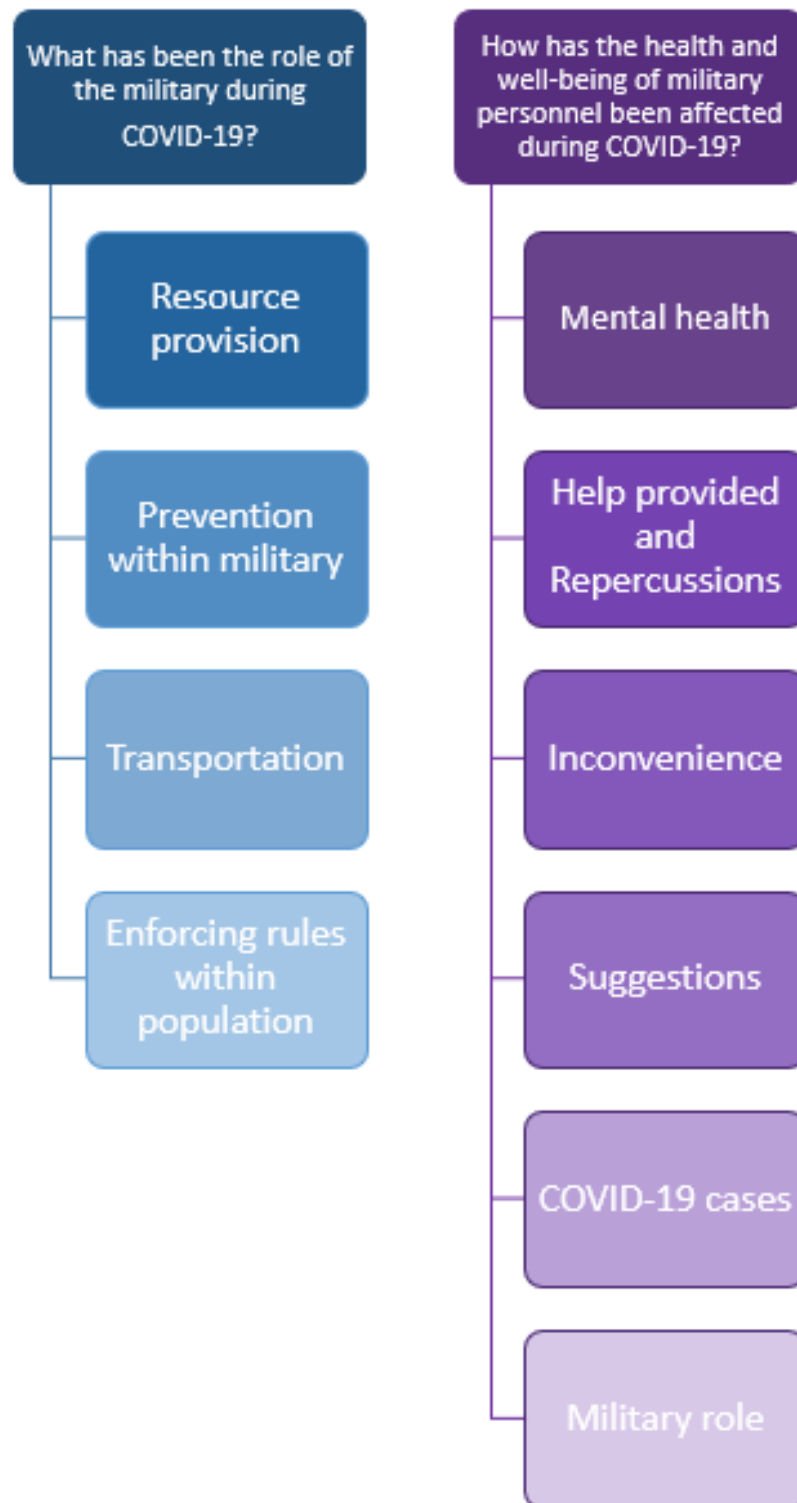 What has been the role of
the military during
COVID-19?
Resource
provision
Prevention
within military
Transportation
Enforcing rules
within
population
How has the health and
well-being of military
personnel been affected
during COVID-19?
Mental health
Help provided
and
Repercussions
Inconvenience
Suggestions
COVID-19 cases
Military role